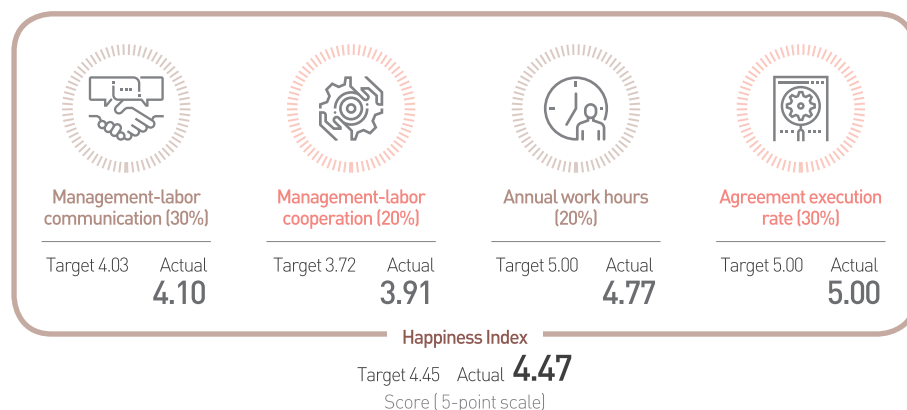 Management-labor
communication (30%)
Target 4.03 Actual
4.10
Management-labor
cooperation (20%)
Target 3.72 Actual
3.91
Annual work hours
(20%)
Target 5.00 Actual
4.77
Agreement execution
rate (30%)
Target 5.00 Actual
5.00
Happiness Index
Target 4.45 Actual 4.47
Score ( 5-point scale)